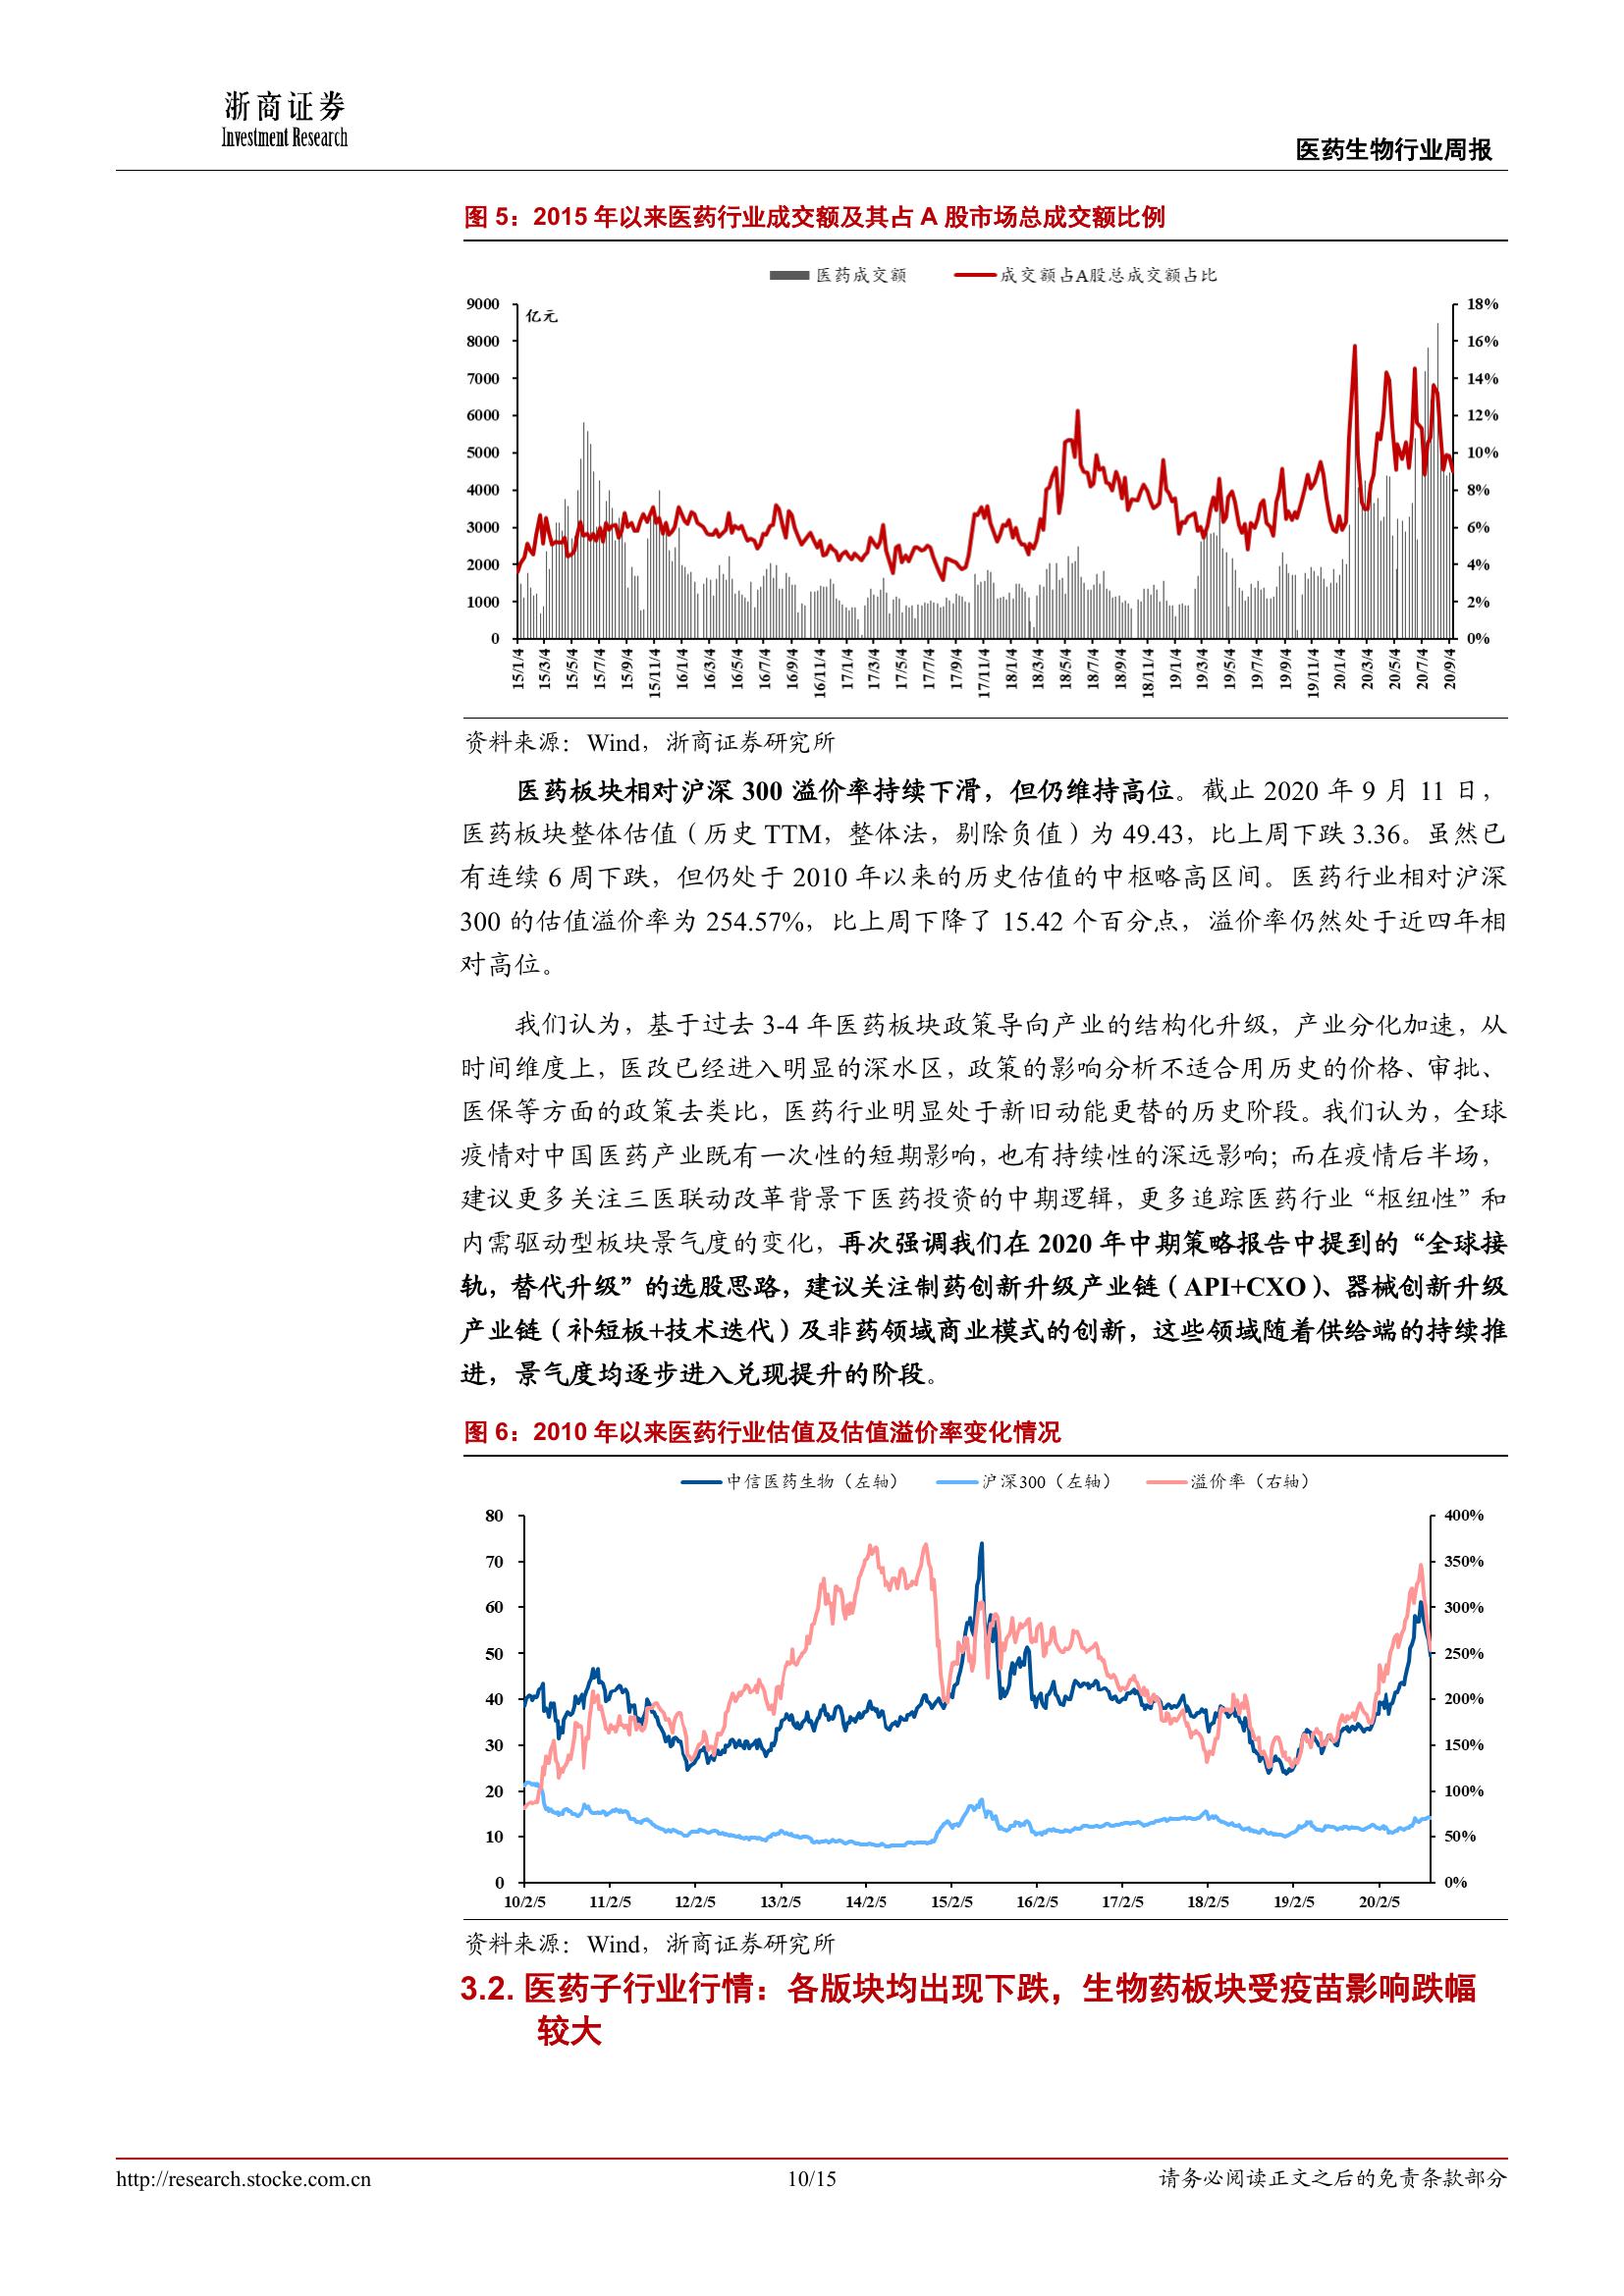 浙商证券
Investment Research
医药生物行业周报
图 5：2015 年以来医药行业成交额及其占 A 股市场总成交额比例
医药成交额 成交额占A股总成交额占比
亿元
9000 18%
8000 16%
7000 14%
6000 12%
5000 10%
4000 8%
3000 6%
2000 4%
1000 2%
0 0%
15/1/4 15/3/4 15/5/4 15/7/4 15/9/4 15/11/4 16/1/4 16/3/4 16/5/4 16/7/4 16/9/4 16/11/4 17/1/4 17/3/4 17/5/4 17/7/4 17/9/4 17/11/4 18/1/4 18/3/4 18/5/4 18/7/4 18/9/4 18/11/4 19/1/4 19/3/4 19/5/4 19/7/4 19/9/4 19/11/4 20/1/4 20/3/4 20/5/4 20/7/4 20/9/4
资料来源：Wind，浙商证券研究所
医药板块相对沪深 300 溢价率持续下滑，但仍维持高位。截止 2020 年 9 月 11 日，
医药板块整体估值（历史 TTM，整体法，剔除负值）为 49.43，比上周下跌 3.36。虽然已
有连续 6 周下跌，但仍处于 2010 年以来的历史估值的中枢略高区间。医药行业相对沪深
300 的估值溢价率为 254.57%，比上周下降了 15.42 个百分点，溢价率仍然处于近四年相
对高位。
我们认为，基于过去 3-4 年医药板块政策导向产业的结构化升级，产业分化加速，从
时间维度上，医改已经进入明显的深水区，政策的影响分析不适合用历史的价格、审批、
医保等方面的政策去类比，医药行业明显处于新旧动能更替的历史阶段。我们认为，全球
疫情对中国医药产业既有一次性的短期影响，也有持续性的深远影响；而在疫情后半场，
建议更多关注三医联动改革背景下医药投资的中期逻辑，更多追踪医药行业“枢纽性”和
内需驱动型板块景气度的变化，再次强调我们在 2020 年中期策略报告中提到的“全球接
轨，替代升级”的选股思路，建议关注制药创新升级产业链（API+CXO）、器械创新升级
产业链（补短板+技术迭代）及非药领域商业模式的创新，这些领域随着供给端的持续推
进，景气度均逐步进入兑现提升的阶段。
图 6：2010 年以来医药行业估值及估值溢价率变化情况
中信医药生物（左轴） 沪深300（左轴） 溢价率（右轴）
80 400%
70 350%
60 300%
50 250%
40 200%
30 150%
20 100%
10 50%
0 0%
10/2/5 11/2/5 12/2/5 13/2/5 14/2/5 15/2/5 16/2/5 17/2/5 18/2/5 19/2/5 20/2/5
资料来源：Wind，浙商证券研究所
3.2. 医药子行业行情：各版块均出现下跌，生物药板块受疫苗影响跌幅
较大
http://research.stocke.com.cn 10/15 请务必阅读正文之后的免责条款部分